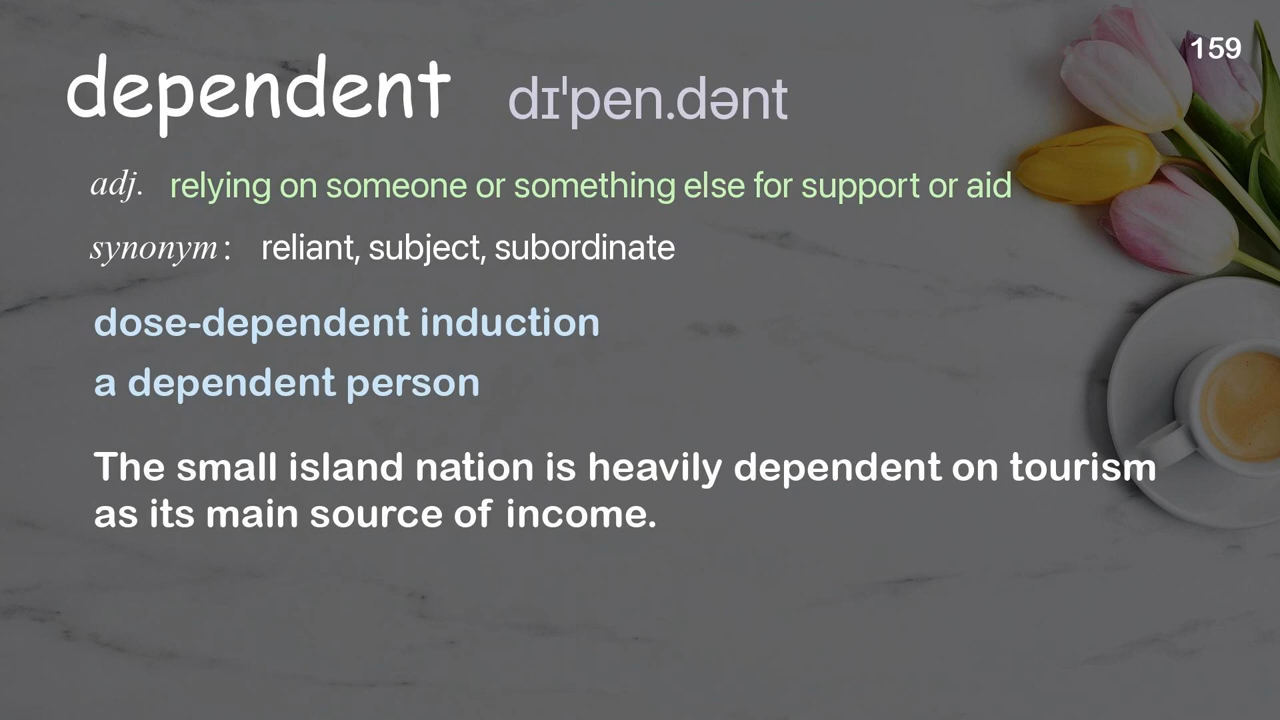 159
dependent dɪˈpen.dənt
adj. relying on someone or something else for support or aid
synonym: reliant, subject, subordinate
dose-dependent induction
a dependent person
The small island nation is heavily dependent on tourism
as its main source of income.